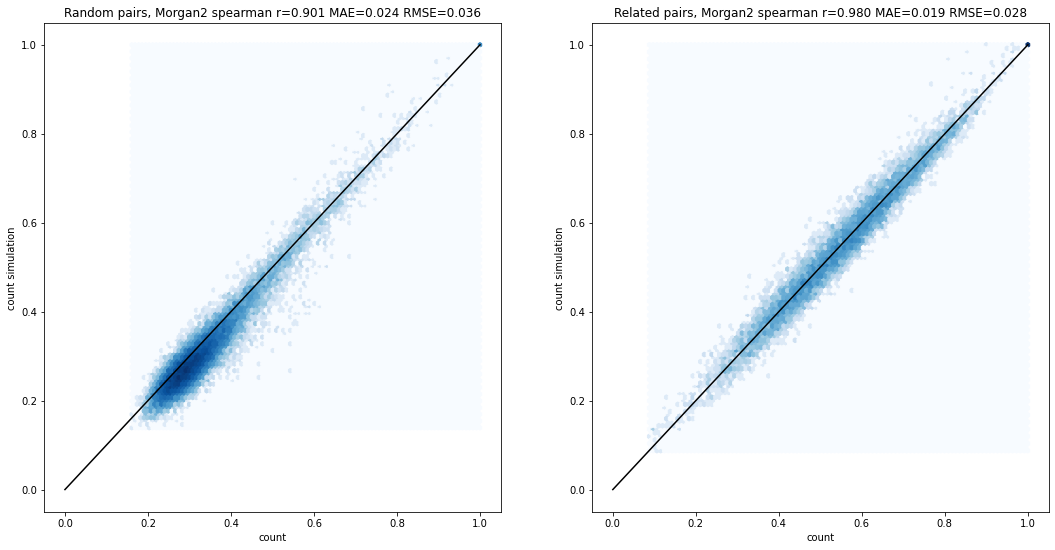 Random pairs, Morgan2 spearman r=0.901 MAE=0.024 RMSE=0.036
1.0
0.8
0.6
0.4
0.2
0.0
count simulation
0.0 0.2 0.4 0.6 0.8 1.0
count
Related pairs, Morgan2 spearman r=0.980 MAE=0.019 RMSE=0.028
1.0
0.8
0.6
0.4
0.2
0.0
count simulation
0.0 0.2 0.4 0.6 0.8 1.0
count